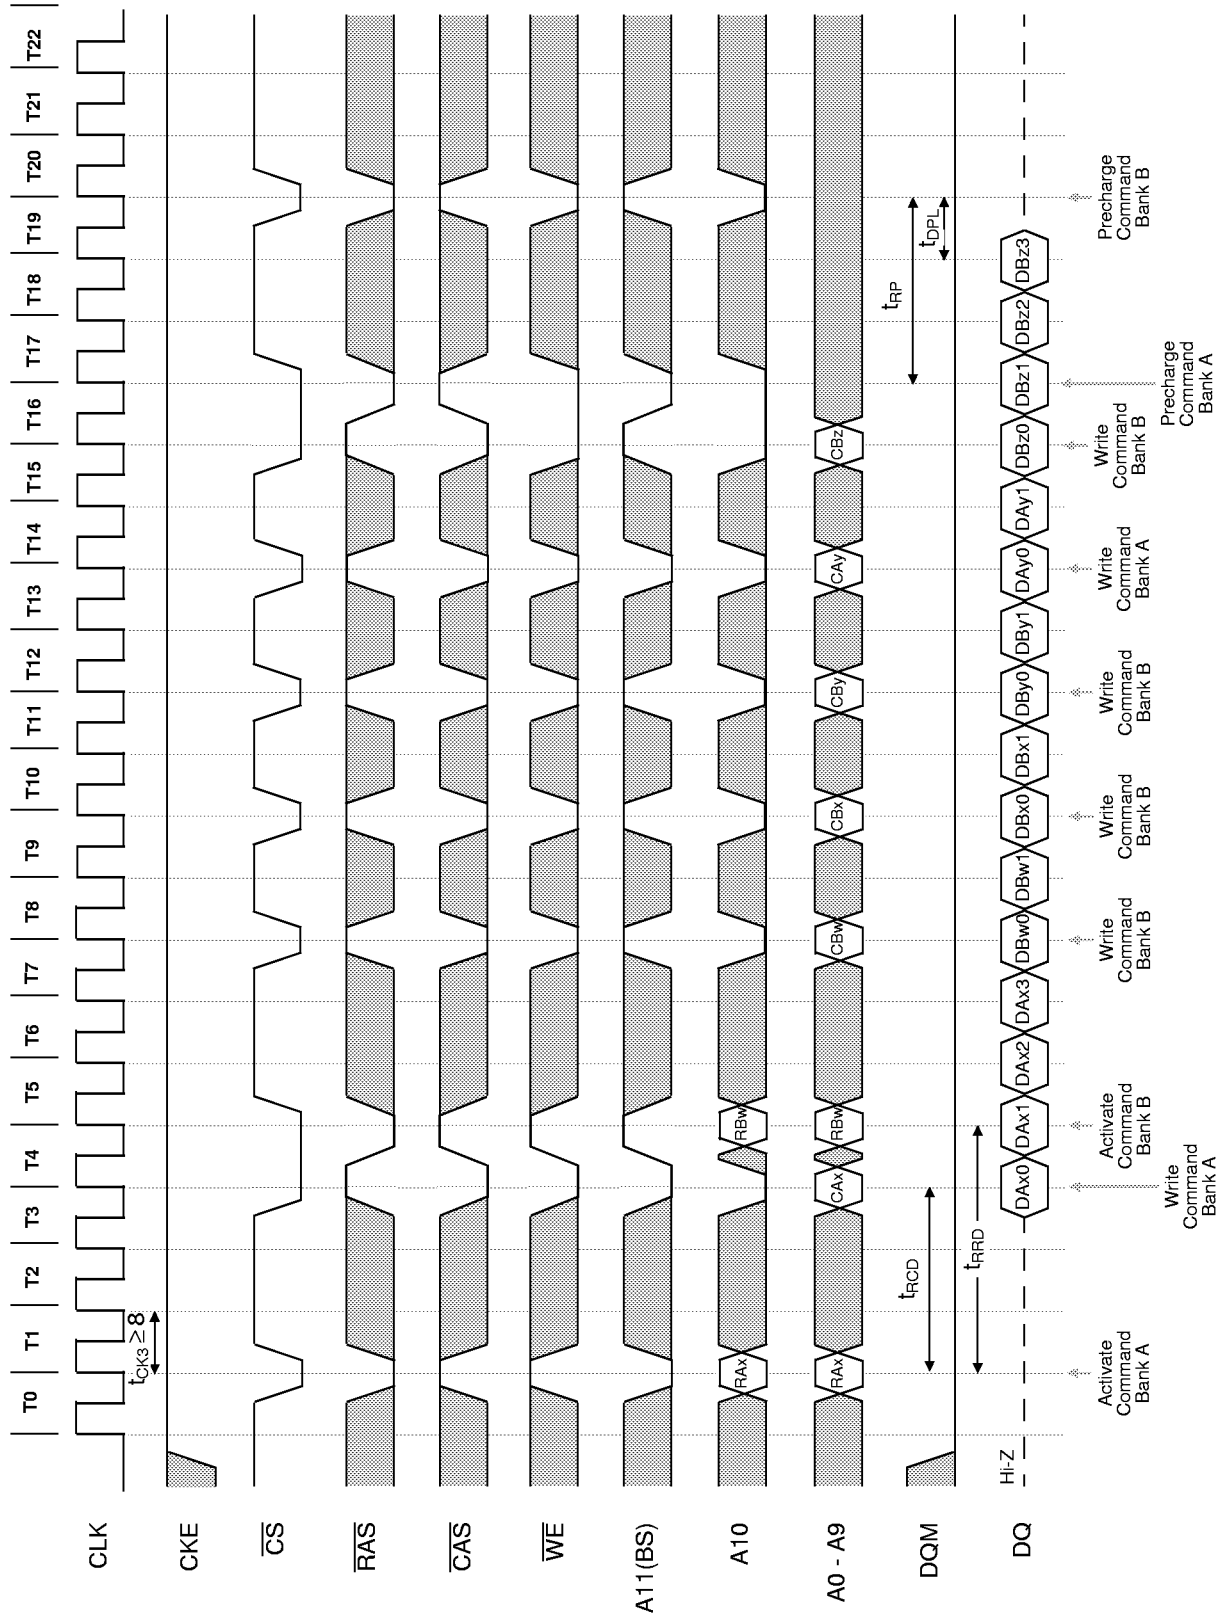 T0 T1 T2 T3 T4 T5 T6 T7 T8 T9 T10 T11 T12 T13 T14 T15 T16 T17 T18 T19 T20 T21 T22
CLK
tCK3 ≥ 8
CKE
CS
RAS
CAS
WE
A11(BS)
A10
RAx RBw
A0 - A9
RAx CAx RBw CBw CBx CBy CAy CBz
DQM
tRCD
tRRD
tRP
tDPL
DQ
Hi-Z
DAx0 DAx1 DAx2 DAx3 DBw0 DBw1 DBx0 DBx1 DBy0 DBy1 DAy0 DAy1 DBz0 DBz1 DBz2 DBz3
Activate
Command
Bank A
Write
Command
Bank A
Activate
Command
Bank B
Write
Command
Bank B
Write
Command
Bank B
Write
Command
Bank B
Write
Command
Bank A
Write
Command
Bank B
Precharge
Command
Bank A
Precharge
Command
Bank B